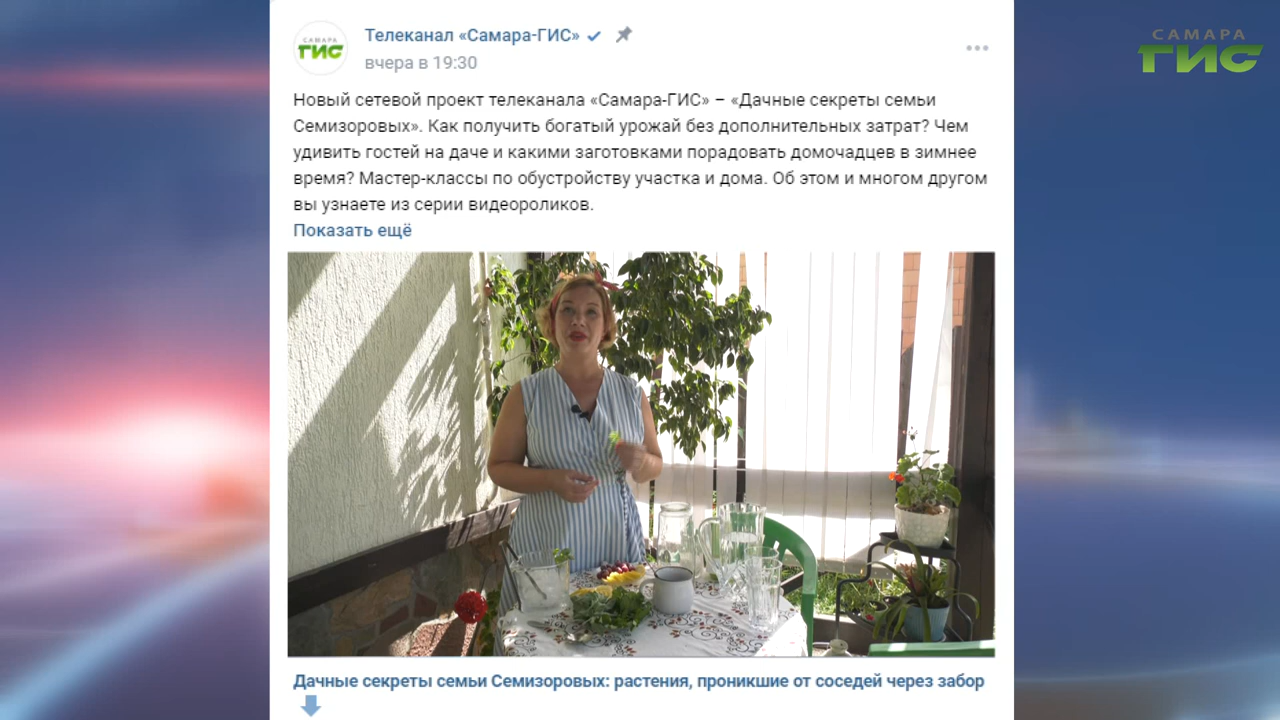 САМАРА
ГИС
Телеканал «Самара-ГИС»
вчера в 19:30
САМАРА
ГИС
Новый сетевой проект телеканала «Самара-ГИС» – «Дачные секреты семьи
Семизоровых». Как получить богатый урожай без дополнительных затрат? Чем
удивить гостей на даче и какими заготовками порадовать домочадцев в зимнее
время? Мастер-классы по обустройству участка и дома. Об этом и многом другом
вы узнаете из серии видеороликов.
Показать ещё
Дачные секреты семьи Семизоровых: растения, проникшие от соседей через забор